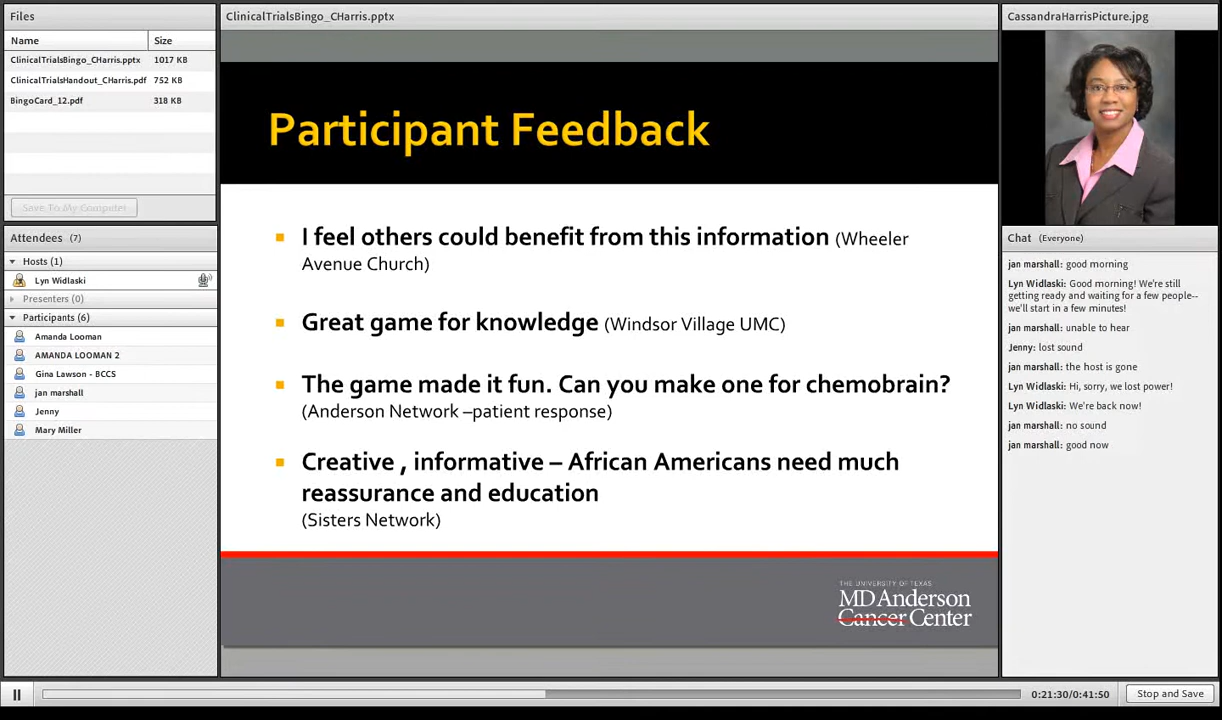 Files
Name Size
ClinicalTrialsBingo_CHarris.pptx 1017 KB
ClinicalTrialsHandout_CHarris.pdf 752 KB
BingoCard_12.pdf 318 KB
Save To My Computer
Attendees (7)
Hosts (1)
Lyn Widlaski
Presenters (0)
Participants (6)
Amanda Looman
AMANDA LOOMAN 2
Gina Lawson - BCCS
jan marshall
Jenny
Mary Miller
ClinicalTrialsBingo_CHarris.pptx
Participant Feedback
I feel others could benefit from this information (Wheeler
Avenue Church)
Great game for knowledge (Windsor Village UMC)
The game made it fun. Can you make one for chemobrain?
(Anderson Network –patient response)
Creative , informative – African Americans need much
reassurance and education
(Sisters Network)
THE UNIVERSITY OF TEXAS
MD Anderson
Cancer Center
CassandraHarrisPicture.jpg
Chat (Everyone)
jan marshall: good morning
Lyn Widlaski: Good morning! We're still
getting ready and waiting for a few people--
we'll start in a few minutes!
jan marshall: unable to hear
Jenny: lost sound
jan marshall: the host is gone
Lyn Widlaski: Hi, sorry, we lost power!
Lyn Widlaski: We're back now!
jan marshall: no sound
jan marshall: good now
0:21:30/0:41:50
Stop and Save